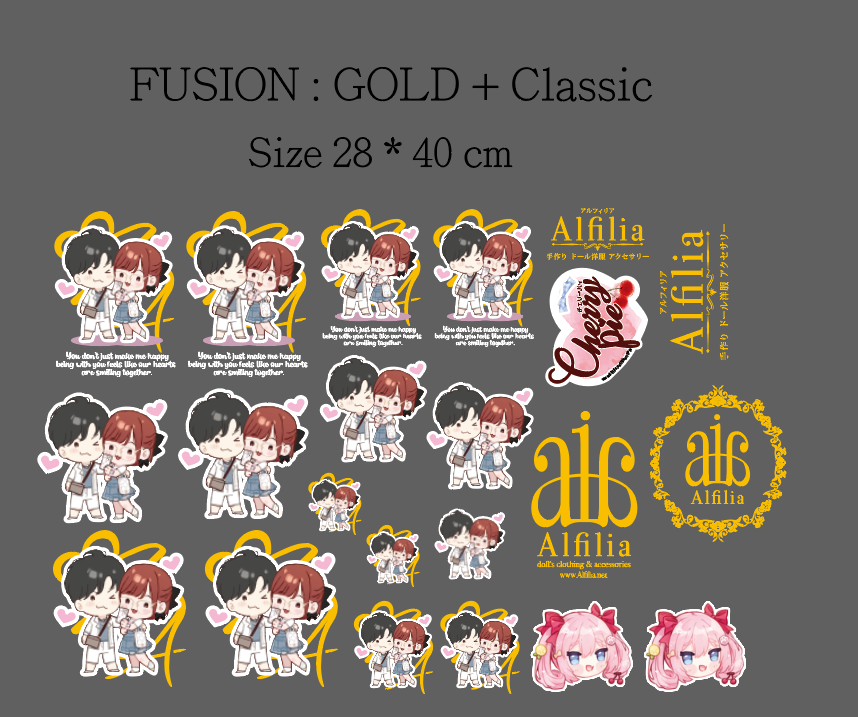 FUSION : GOLD + Classic
Size 28 * 40 cm
アルフィリア
Alfilia
手作り ドール洋服 アクセサリー
アルフィリア
Alfilia
手作り ドール洋服 アクセサリー
チェリーパイ
Cherry
pie
You don't just make me happy
being with you feels like our hearts
are smiling together.
You don't just make me happy
being with you feels like our hearts
are smiling together.
You don't just make me happy
being with you feels like our hearts
are smiling together.
You don't just make me happy
being with you feels like our hearts
are smiling together.
Alfilia
doll's clothing & accessories
www.Alfilia.net
Alfilia